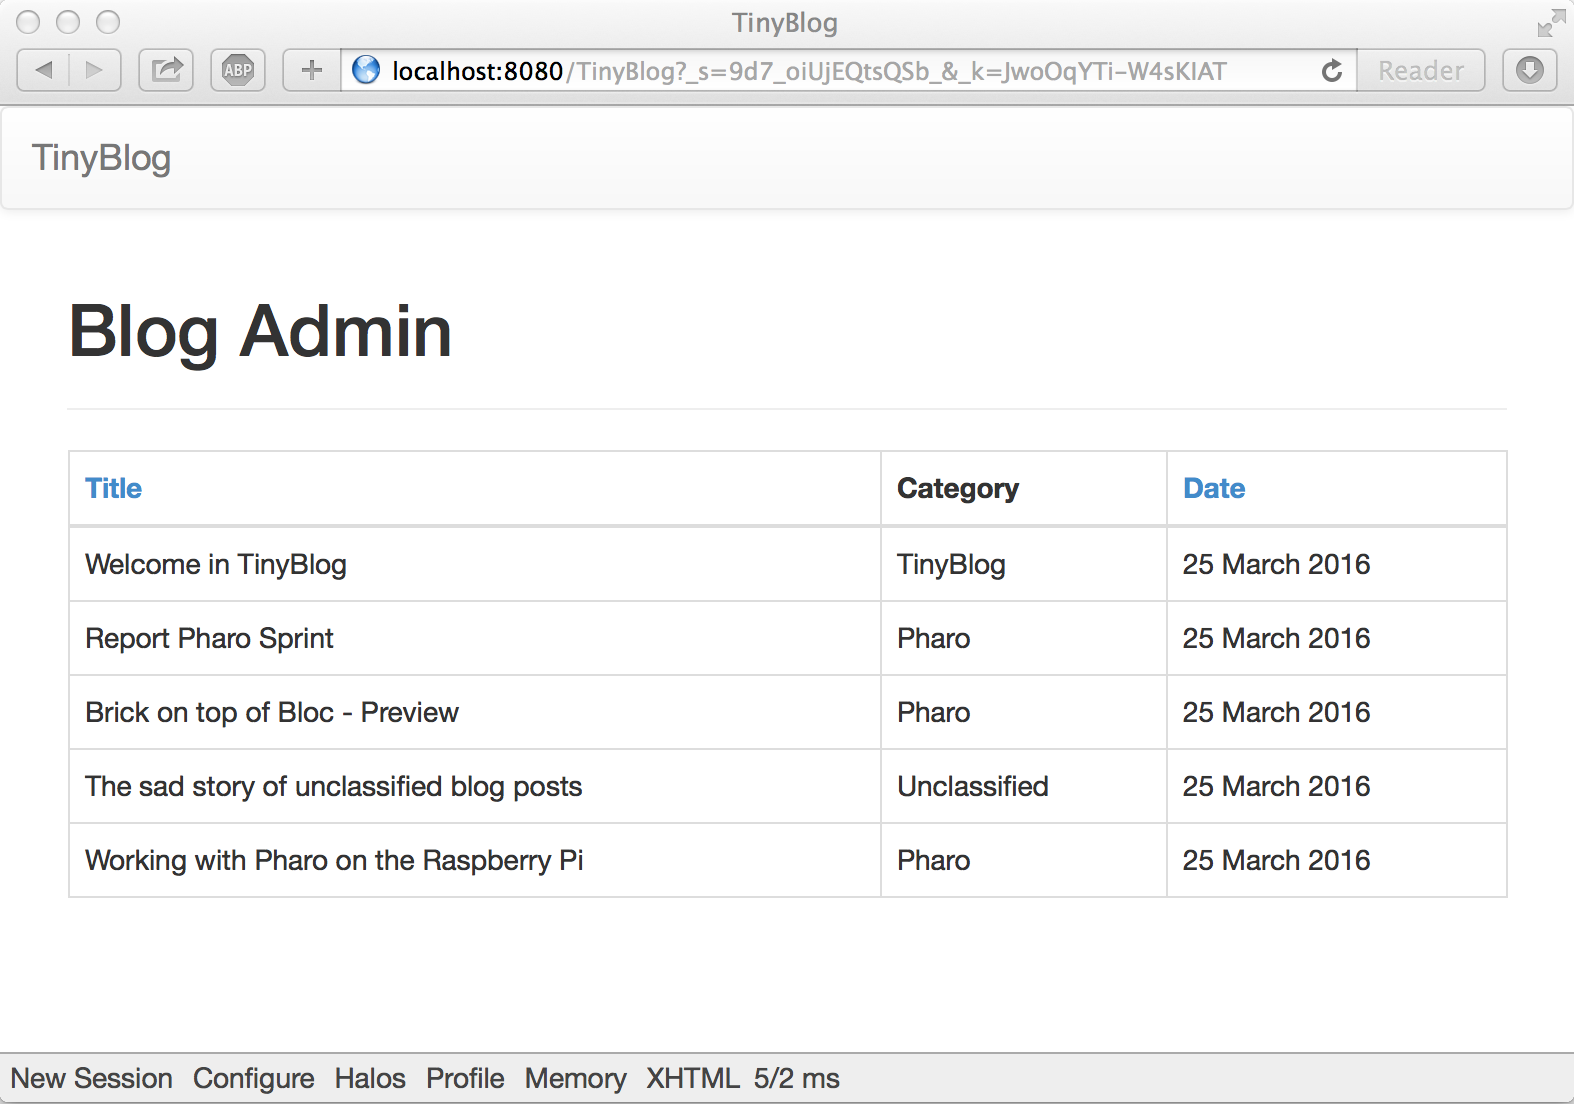 TinyBlog
ABP + localhost:8080/TinyBlog?_s=9d7_oiUjEQtsQSb_&_k=JwoOqYTi-W4sKIAT Reader
TinyBlog
Blog Admin
Title Category Date
Welcome in TinyBlog TinyBlog 25 March 2016
Report Pharo Sprint Pharo 25 March 2016
Brick on top of Bloc - Preview Pharo 25 March 2016
The sad story of unclassified blog posts Unclassified 25 March 2016
Working with Pharo on the Raspberry Pi Pharo 25 March 2016
New Session Configure Halos Profile Memory XHTML 5/2 ms